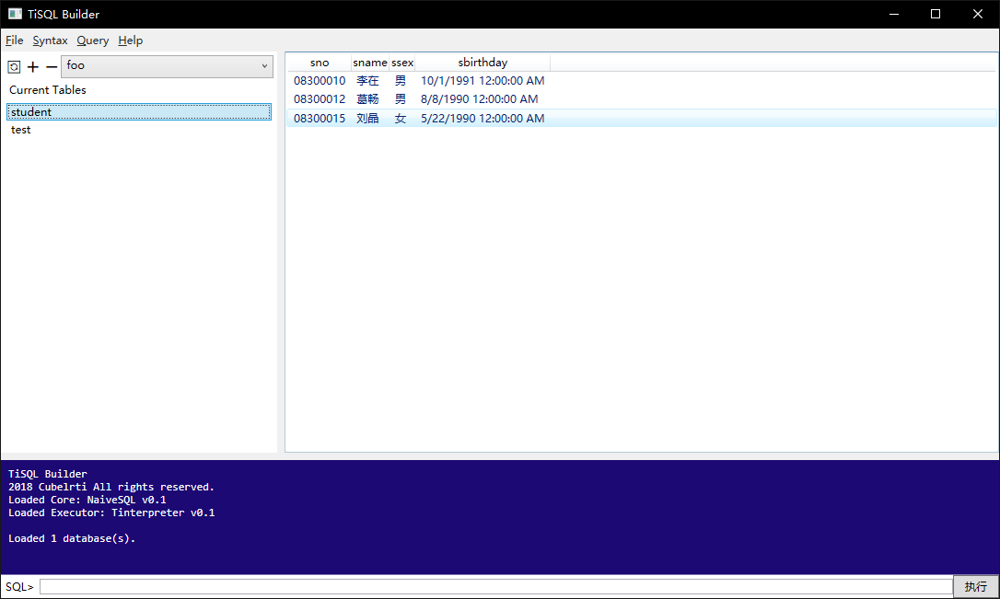 TiSQL Builder
File Syntax Query Help
foo
Current Tables
student
test
sno sname ssex sbirthday
08300010 李在 男 10/1/1991 12:00:00 AM
08300012 葛畅 男 8/8/1990 12:00:00 AM
08300015 刘晶 女 5/22/1990 12:00:00 AM
TiSQL Builder
2018 Cubelrti All rights reserved.
Loaded Core: NaiveSQL v0.1
Loaded Executor: Tinterpreter v0.1
Loaded 1 database(s).
SQL>
执行